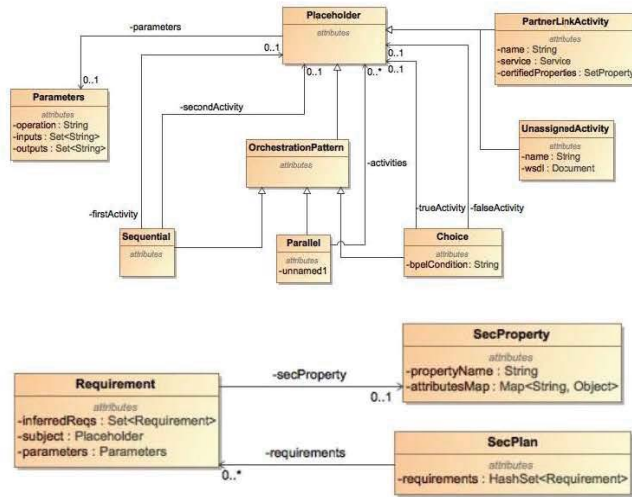 Placeholder
attributes
PartnerLinkActivity
attributes
-name : String
-service : Service
-certifiedProperties : SetProperty
-parameters
0..1
0..1
0..1
0..*
0..1
0..1
Parameters
attributes
-operation : String
-inputs : Set<String>
-outputs : Set<String>
-secondActivity
UnassignedActivity
attributes
-name : String
-wsdl : Document
OrchestrationPattern
attributes
-activities
-firstActivity
-trueActivity
-falseActivity
Sequential
attributes
Parallel
attributes
-unnamed1
Choice
attributes
-bpelCondition : String
Requirement
attributes
-inferredReqs : Set<Requirement>
-subject : Placeholder
-parameters : Parameters
-secProperty
0..1
SecProperty
attributes
-propertyName : String
-attributesMap : Map<String, Object>
-requirements
0..*
SecPlan
attributes
-requirements : HashSet<Requirement>